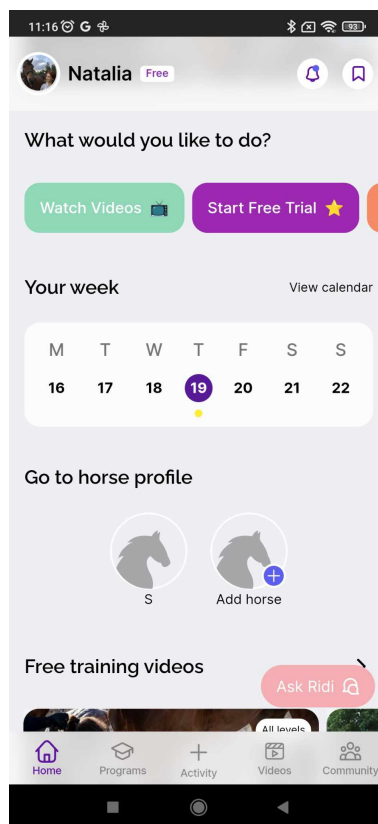 11:16
93
Natalia Free
What would you like to do?
Watch Videos Start Free Trial
Your week View calendar
M T W T F S S
16 17 18 19 20 21 22
Go to horse profile
S Add horse
Free training videos
Ask Ridi
All levels
Home Programs Activity Videos Community